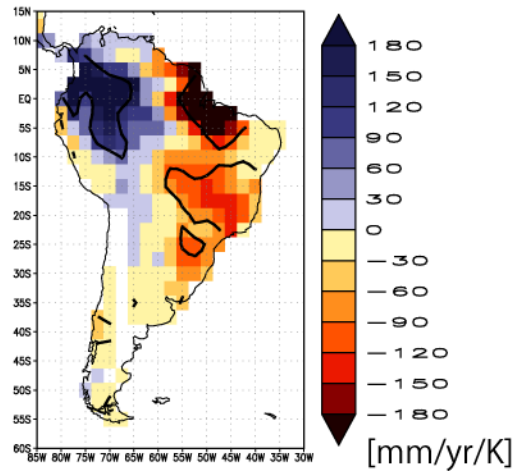 15N
10N
5N
EQ
5S
10S
15S
20S
25S
30S
35S
40S
45S
50S
55S
60S
85W 80W 75W 70W 65W 60W 55W 50W 45W 40W 35W 30W
180
150
120
90
60
30
0
−30
−60
−90
−120
−150
−180
[mm/yr/K]